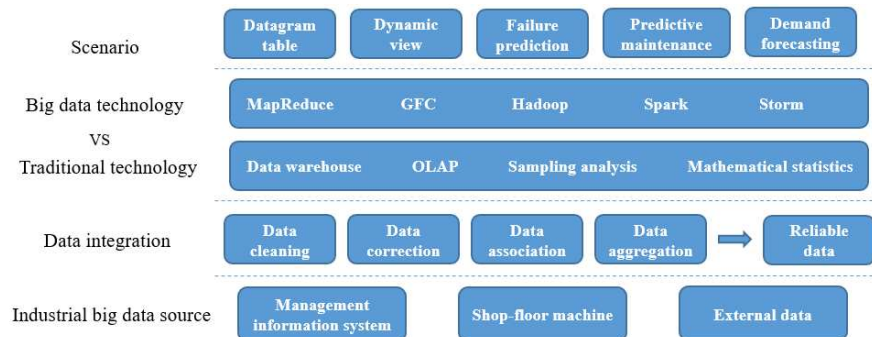 Scenario
Datagram table
Dynamic view
Failure prediction
Predictive maintenance
Demand forecasting
Big data technology
MapReduce GFC Hadoop Spark Storm
VS
Traditional technology
Data warehouse OLAP Sampling analysis Mathematical statistics
Data integration
Data cleaning
Data correction
Data association
Data aggregation
Reliable data
Industrial big data source
Management information system
Shop-floor machine
External data